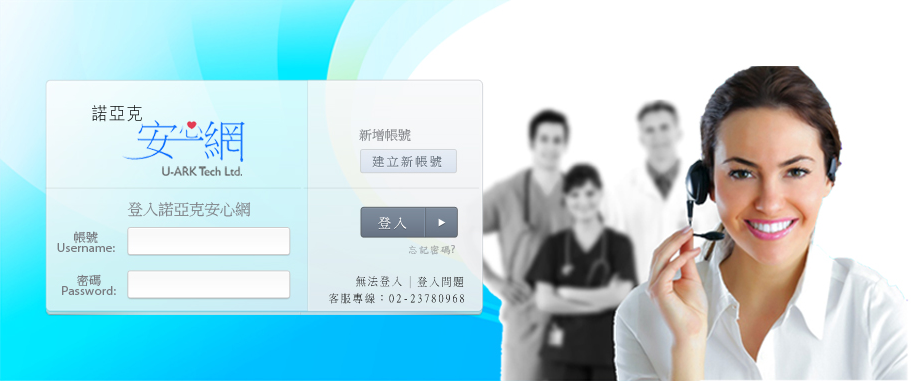 諾亞克
安心網
U-ARK Tech Ltd.
新增帳號
建立新帳號
登入諾亞克安心網
帳號
Username:
密碼
Password:
登入
忘記密碼?
無法登入 | 登入問題
客服專線：02-23780968